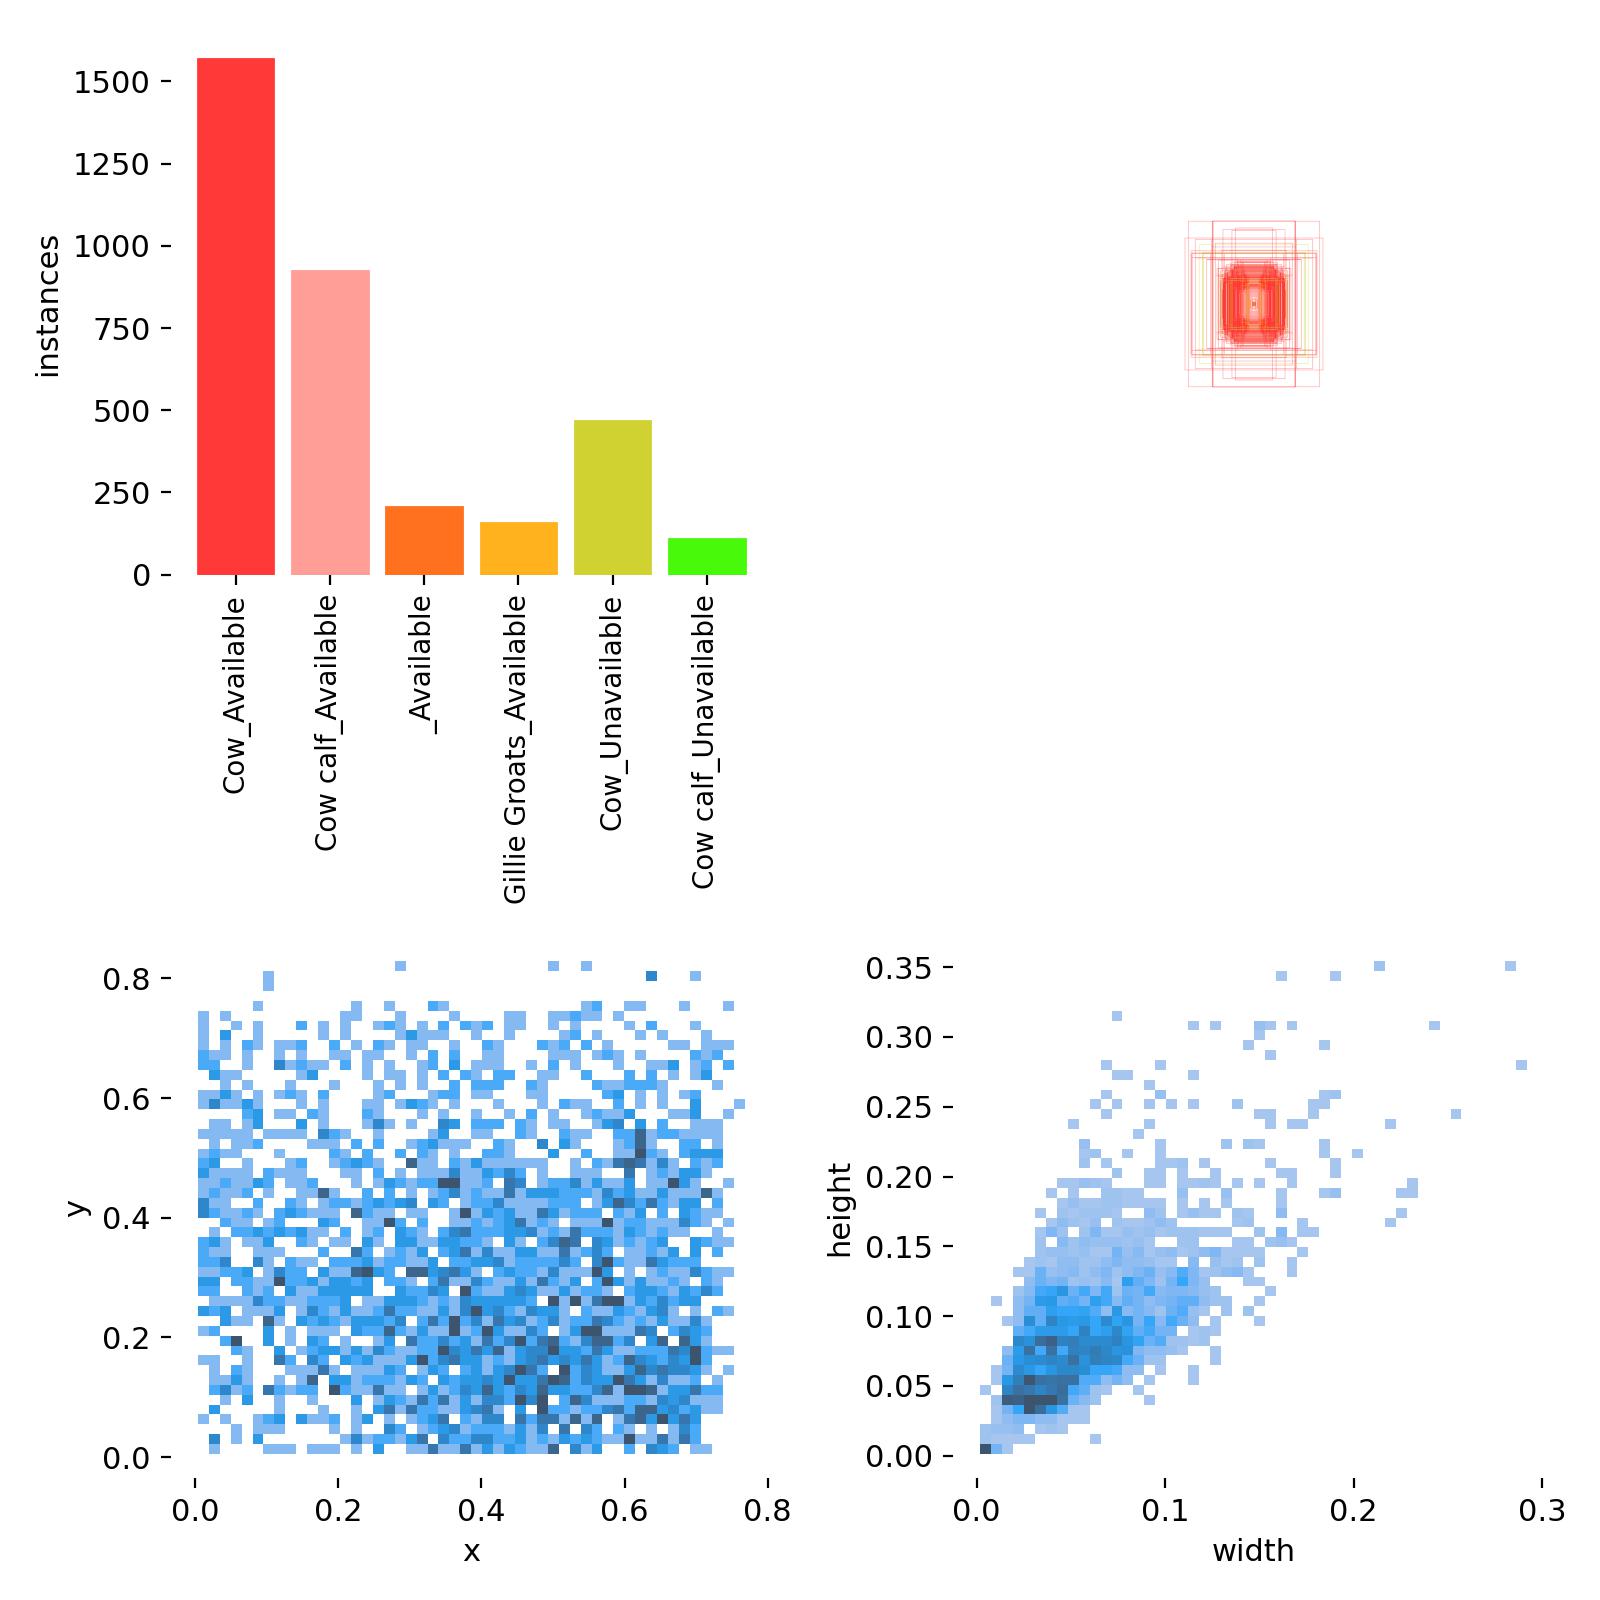 1500
1250
1000
750
500
250
0
instances
Cow_Available
Cow calf_Available
_Available
Gillie Groats_Available
Cow_Unavailable
Cow calf_Unavailable
0.8
0.6
0.4
0.2
0.0
y
0.0 0.2 0.4 0.6 0.8
x
0.35
0.30
0.25
0.20
0.15
0.10
0.05
0.00
height
0.0 0.1 0.2 0.3
width